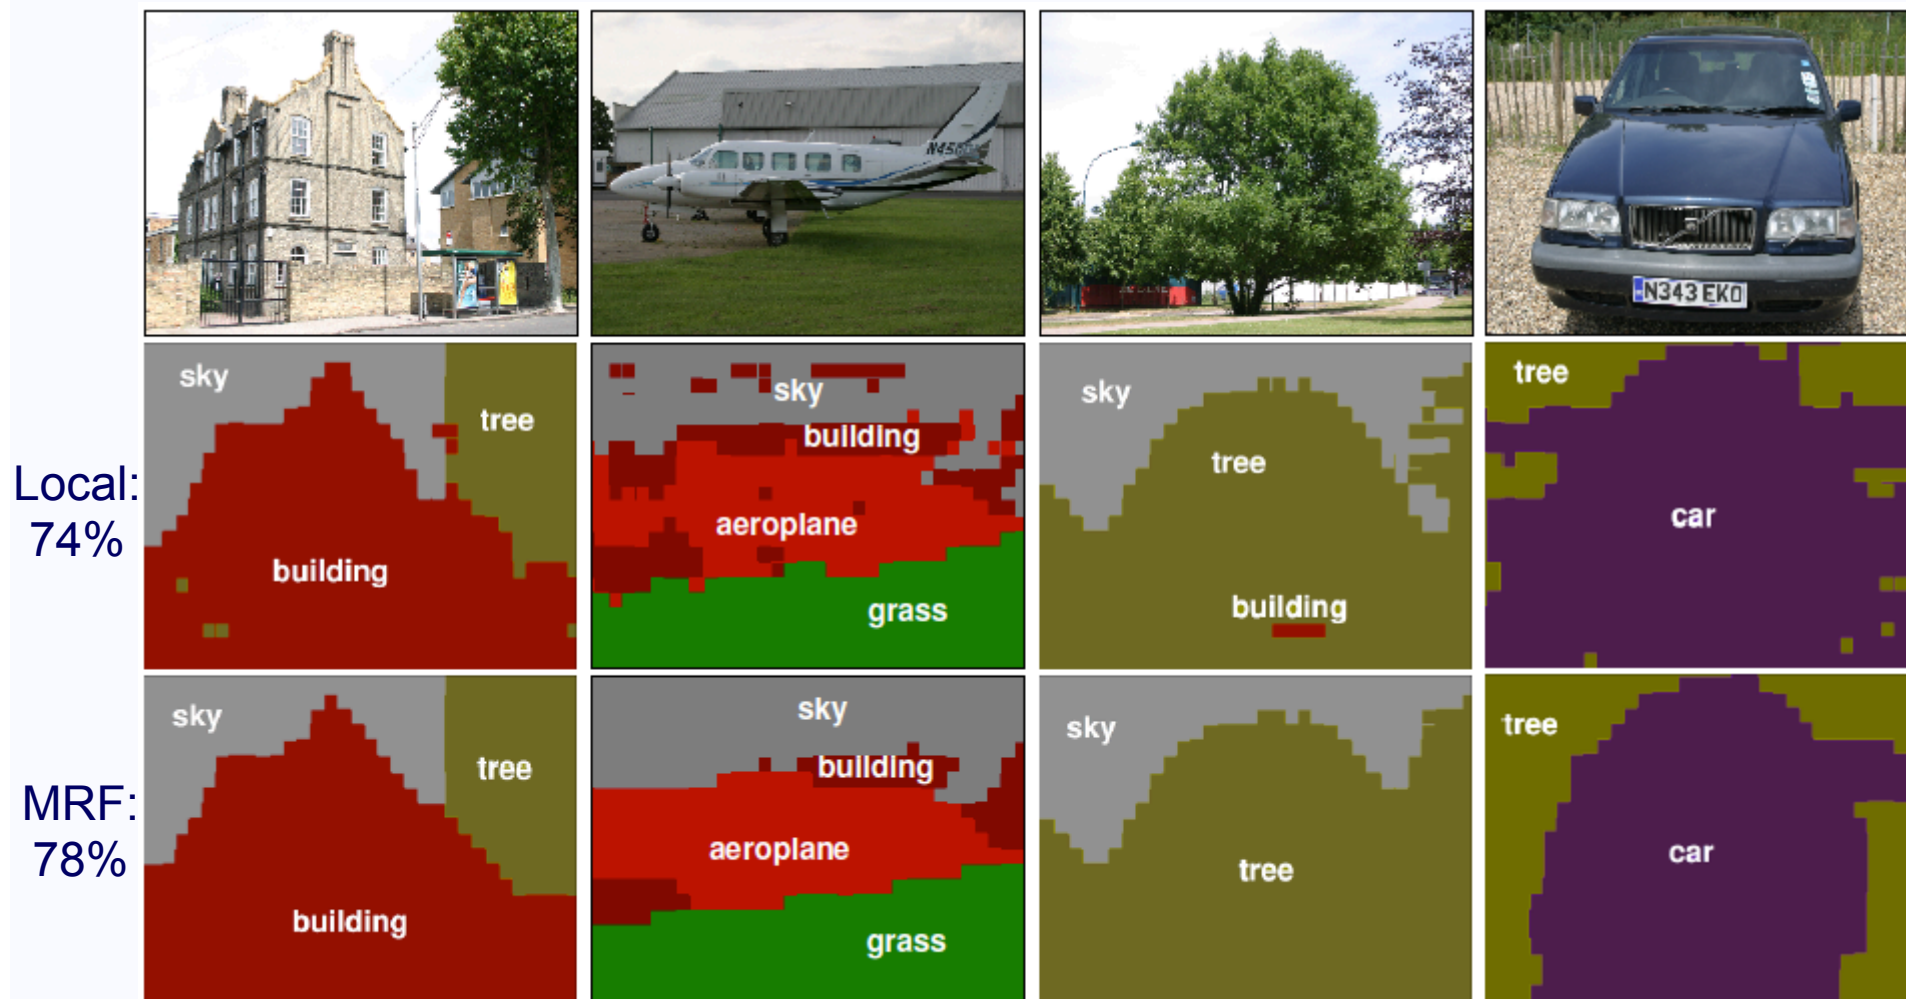 N456
N343 EKO
Local:
74%
sky
tree
building
sky
building
aeroplane
grass
sky
tree
building
tree
car
MRF:
78%
sky
tree
building
sky
building
aeroplane
grass
sky
tree
tree
car